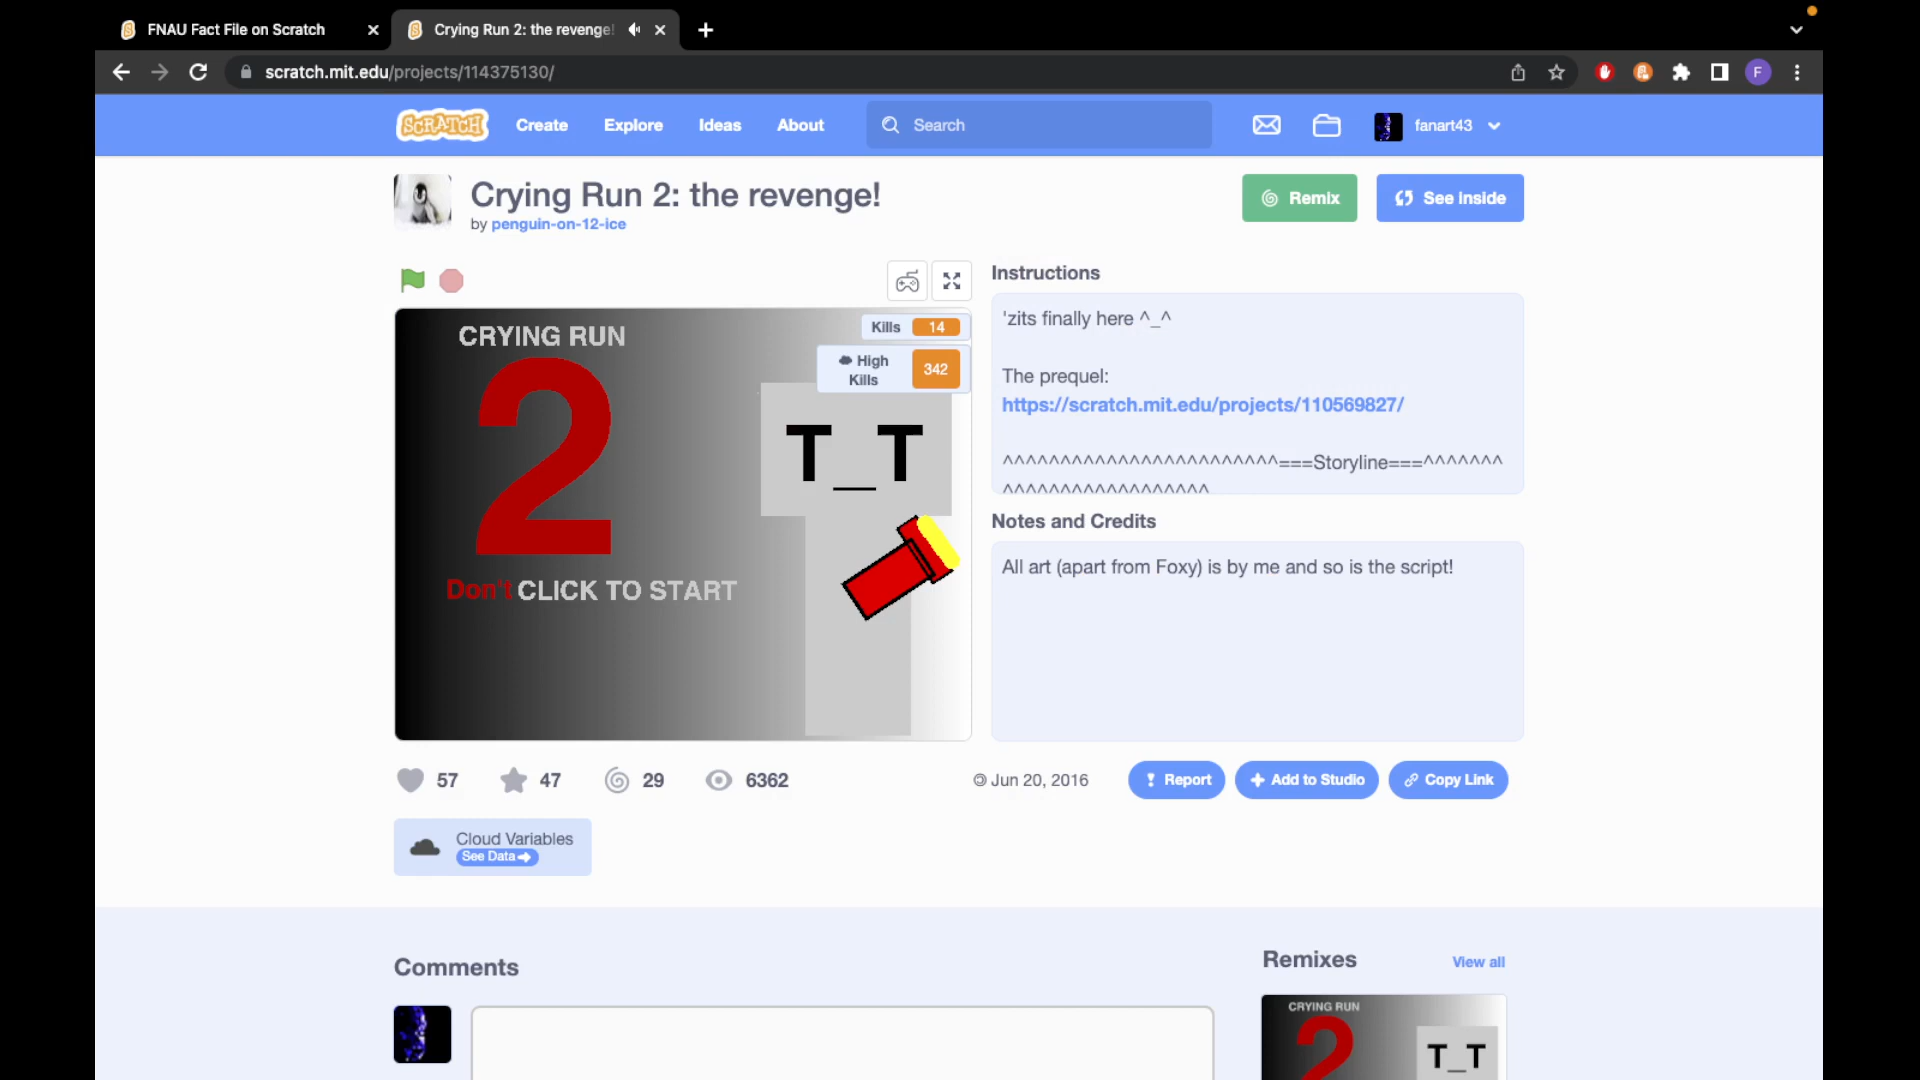 FNAU Fact File on Scratch
Crying Run 2: the revenge!
scratch.mit.edu/projects/114375130/
F
SCRATCH
Create
Explore
Ideas
About
Search
fanart43
Crying Run 2: the revenge!
by penguin-on-12-ice
Remix
See inside
Instructions
'zits finally here ^_^
The prequel:
https://scratch.mit.edu/projects/110569827/
^^^^^^^^^^^^^^^^^^^^^^^^===Storyline===^^^^^^^
^^^^^^^^^^^^^^^^^^
CRYING RUN
2
Don't CLICK TO START
Kills 14
High
Kills
342
T_T
Notes and Credits
All art (apart from Foxy) is by me and so is the script!
57
47
29
6362
© Jun 20, 2016
Report
Add to Studio
Copy Link
Cloud Variables
See Data
Comments
Remixes
View all
CRYING RUN
2
T_T